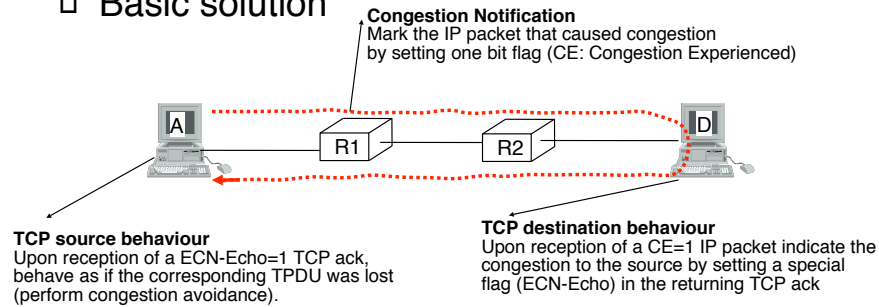 Basic solution
Congestion Notification
Mark the IP packet that caused congestion
by setting one bit flag (CE: Congestion Experienced)
A
D
R1
R2
TCP source behaviour
Upon reception of a ECN-Echo=1 TCP ack,
behave as if the corresponding TPDU was lost
(perform congestion avoidance).
TCP destination behaviour
Upon reception of a CE=1 IP packet indicate the
congestion to the source by setting a special
flag (ECN-Echo) in the returning TCP ack